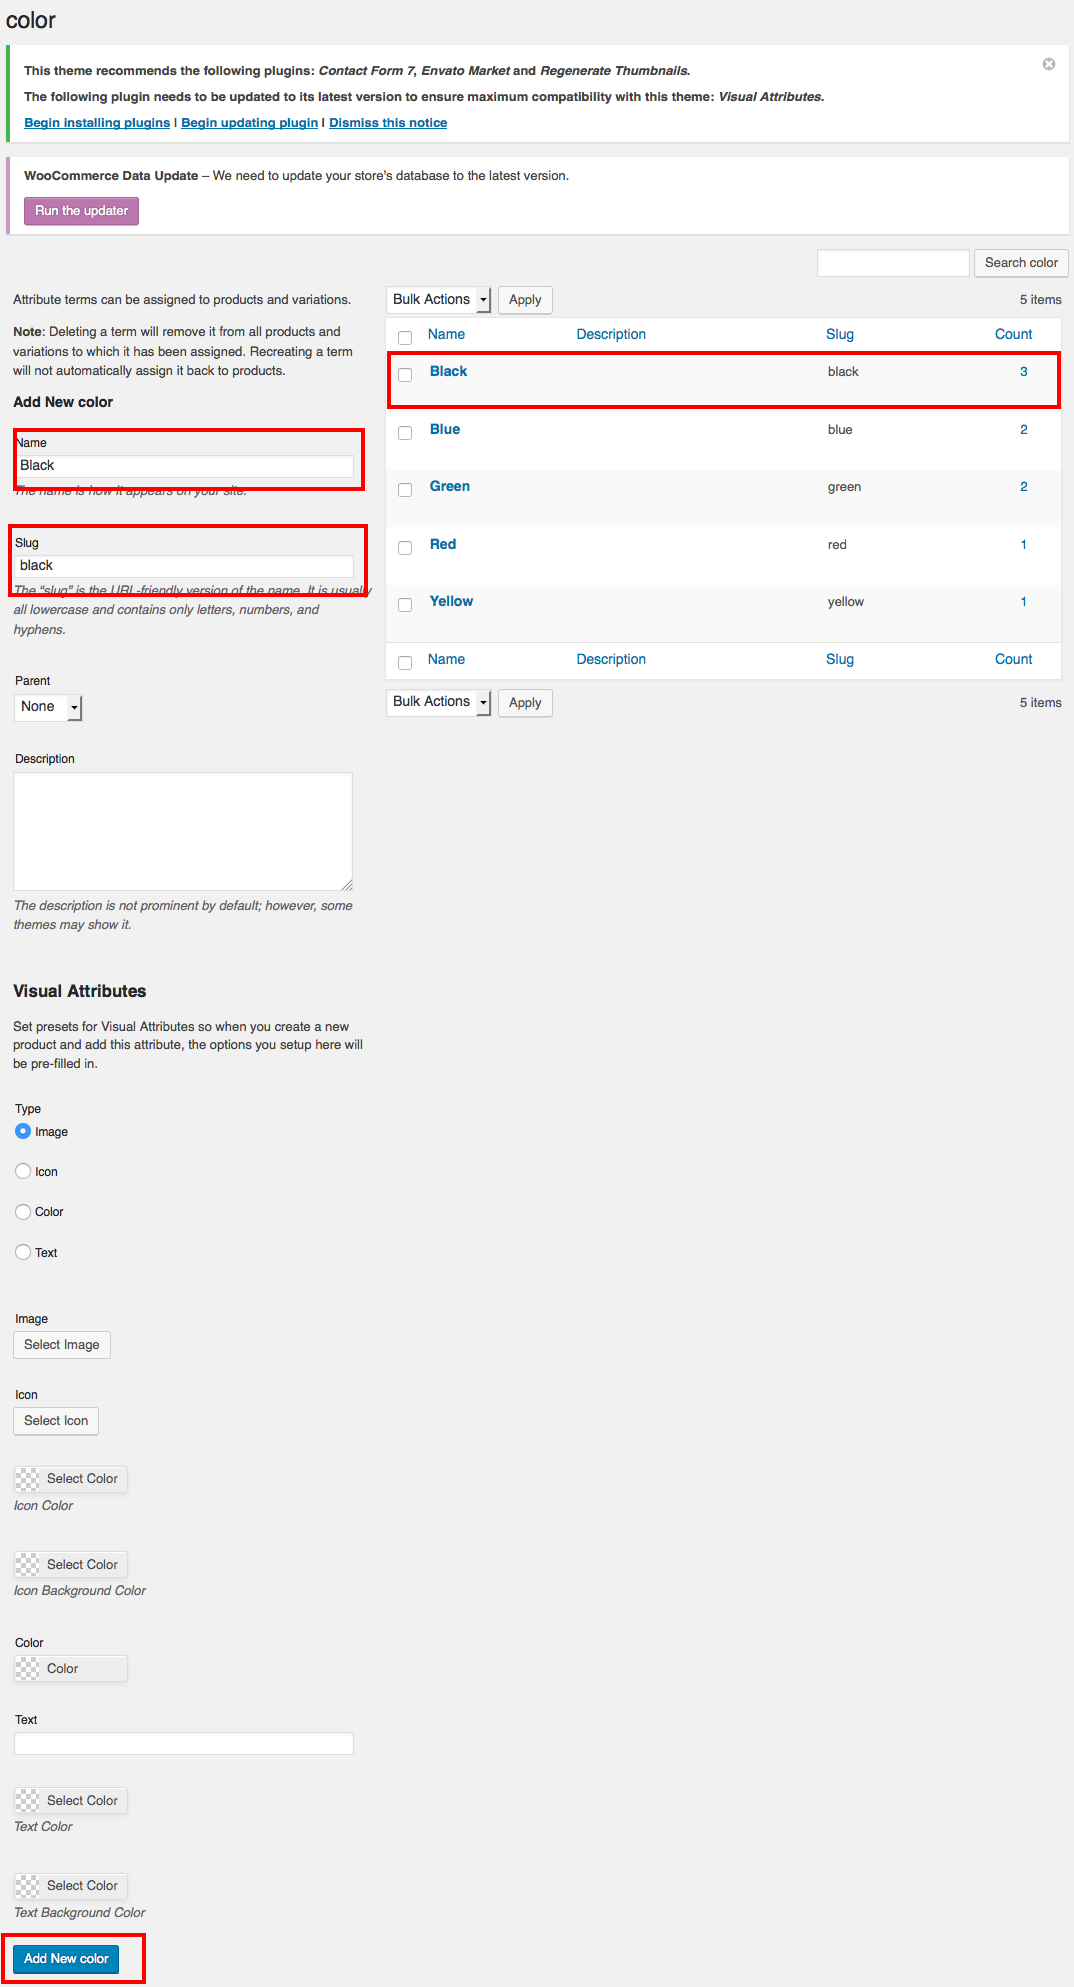 color
This theme recommends the following plugins: Contact Form 7, Envato Market and Regenerate Thumbnails.
The following plugin needs to be updated to its latest version to ensure maximum compatibility with this theme: Visual Attributes.
Begin installing plugins | Begin updating plugin | Dismiss this notice
WooCommerce Data Update – We need to update your store's database to the latest version.
Run the updater
Search color
Attribute terms can be assigned to products and variations.
Note: Deleting a term will remove it from all products and
variations to which it has been assigned. Recreating a term
will not automatically assign it back to products.
Add New color
Name
Black
The name is how it appears on your site.
Slug
black
The “slug” is the URL-friendly version of the name. It is usually
all lowercase and contains only letters, numbers, and
hyphens.
Parent
None
Description
The description is not prominent by default; however, some
themes may show it.
Visual Attributes
Set presets for Visual Attributes so when you create a new
product and add this attribute, the options you setup here will
be pre-filled in.
Type
Image
Icon
Color
Text
Image
Select Image
Icon
Select Icon
Select Color
Icon Color
Select Color
Icon Background Color
Color
Color
Text
Select Color
Text Color
Select Color
Text Background Color
Add New color
Bulk Actions Apply 5 items
Name Description Slug Count
Black black 3
Blue blue 2
Green green 2
Red red 1
Yellow yellow 1
Name Description Slug Count
Bulk Actions Apply 5 items